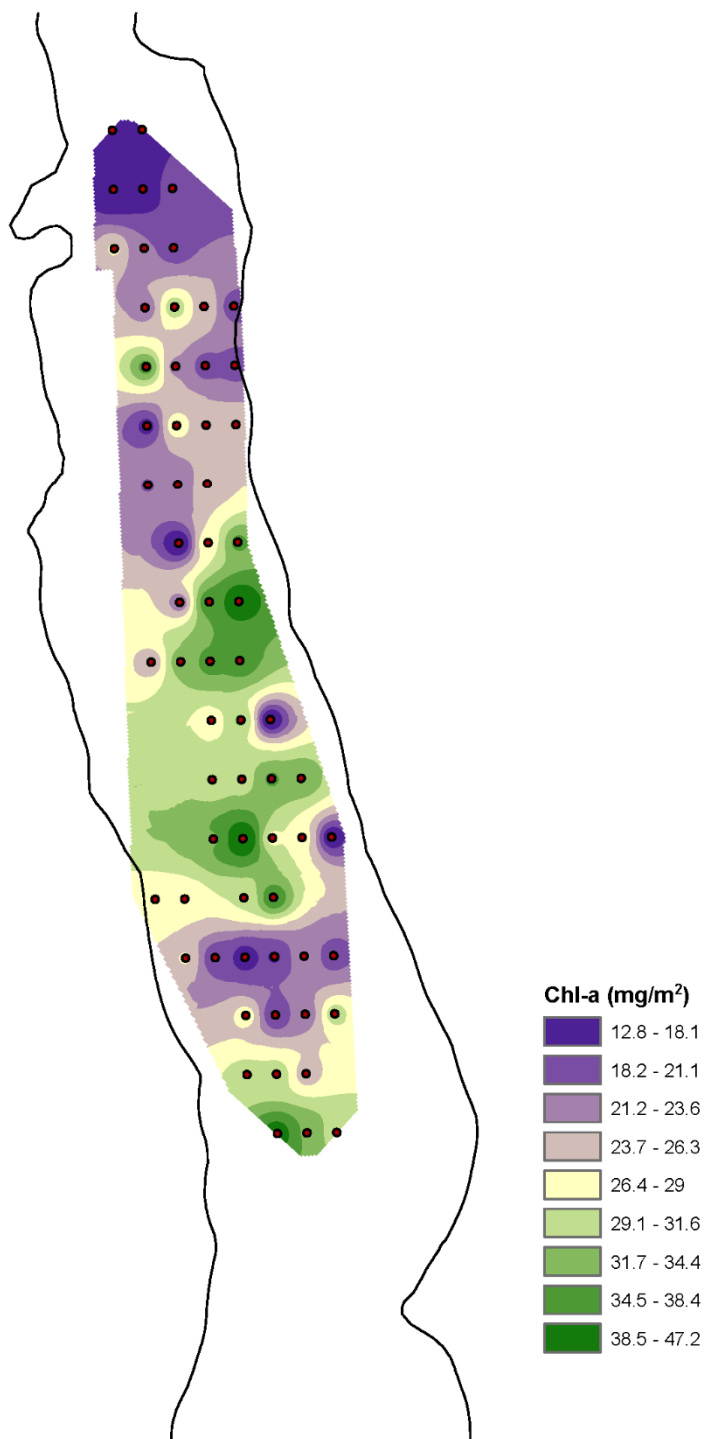 Chl-a (mg/m²)
12.8 - 18.1
18.2 - 21.1
21.2 - 23.6
23.7 - 26.3
26.4 - 29
29.1 - 31.6
31.7 - 34.4
34.5 - 38.4
38.5 - 47.2